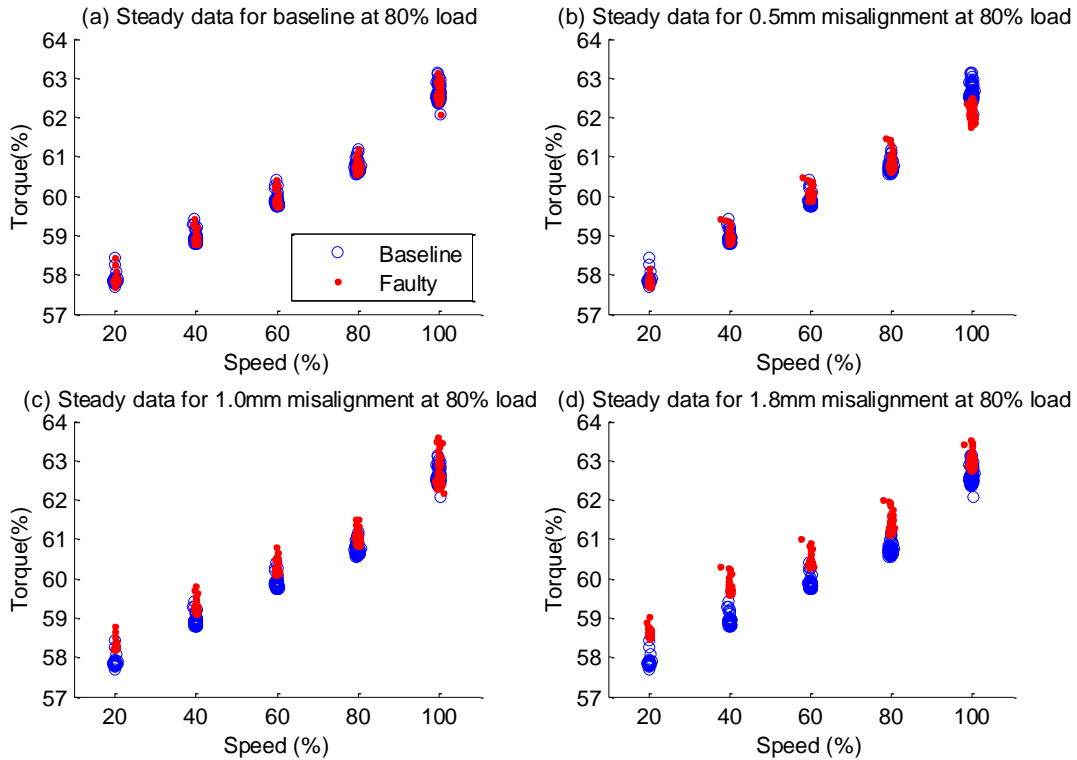 (a) Steady data for baseline at 80% load
64
63
62
61
60
59
58
57
Torque(%)
20 40 60 80 100
Speed (%)
Baseline
Faulty
(b) Steady data for 0.5mm misalignment at 80% load
64
63
62
61
60
59
58
57
Torque(%)
20 40 60 80 100
Speed (%)
(c) Steady data for 1.0mm misalignment at 80% load
64
63
62
61
60
59
58
57
Torque(%)
20 40 60 80 100
Speed (%)
(d) Steady data for 1.8mm misalignment at 80% load
64
63
62
61
60
59
58
57
Torque(%)
20 40 60 80 100
Speed (%)